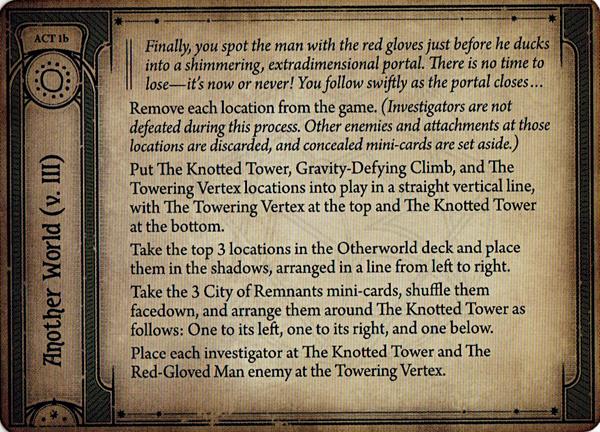 ACT 1b
Another World (v. III)
Finally, you spot the man with the red gloves just before he ducks
into a shimmering, extradimensional portal. There is no time to
lose—it's now or never! You follow swiftly as the portal closes…
Remove each location from the game. (Investigators are not
defeated during this process. Other enemies and attachments at those
locations are discarded, and concealed mini-cards are set aside.)
Put The Knotted Tower, Gravity-Defying Climb, and The
Towering Vertex locations into play in a straight vertical line,
with The Towering Vertex at the top and The Knotted Tower
at the bottom.
Take the top 3 locations in the Otherworld deck and place
them in the shadows, arranged in a line from left to right.
Take the 3 City of Remnants mini-cards, shuffle them
facedown, and arrange them around The Knotted Tower as
follows: One to its left, one to its right, and one below.
Place each investigator at The Knotted Tower and The
Red-Gloved Man enemy at the Towering Vertex.